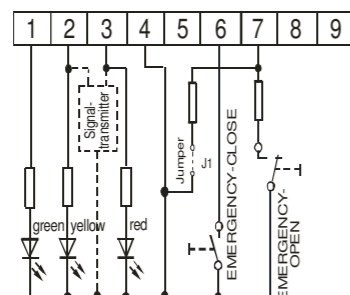 1 2 3 4 5 6 7 8 9
Signal-
transmitter
Jumper
J1
EMERGENCY-CLOSE
EMERGENCY-
OPEN
green yellow red